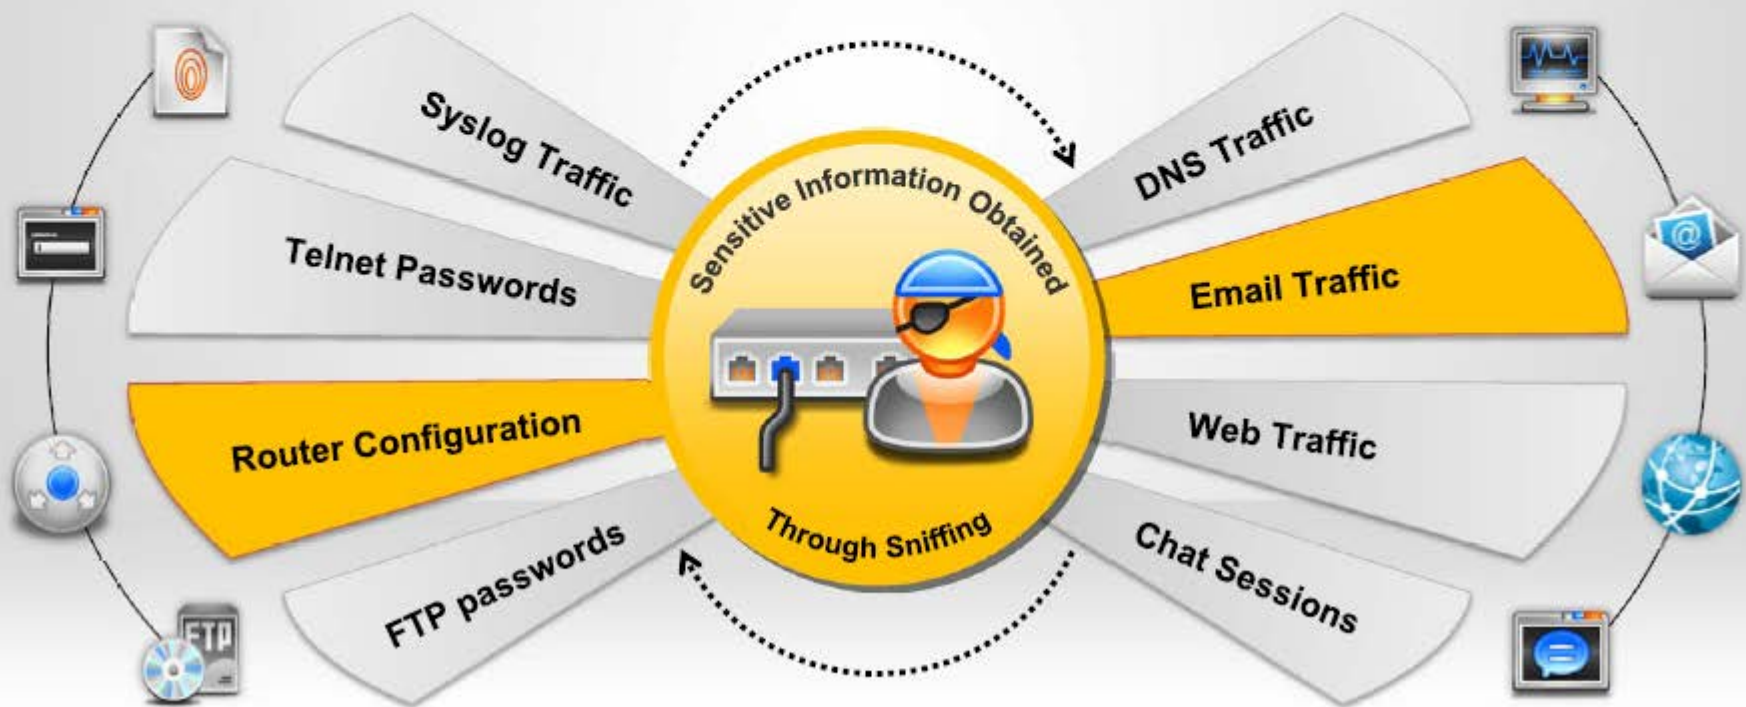 Syslog Traffic
Telnet Passwords
Router Configuration
FTP passwords
FTP
Sensitive Information Obtained
Through Sniffing
DNS Traffic
Email Traffic
@
Web Traffic
Chat Sessions